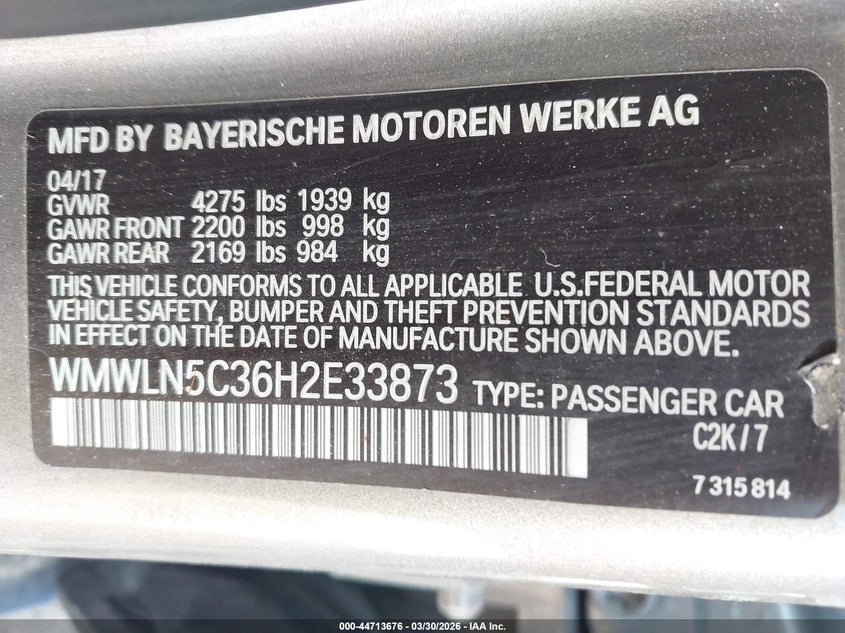 MFD BY BAYERISCHE MOTOREN WERKE AG
04/17
GVWR 4275 lbs 1939 kg
GAWR FRONT 2200 lbs 998 kg
GAWR REAR 2169 lbs 984 kg
THIS VEHICLE CONFORMS TO ALL APPLICABLE U.S.FEDERAL MOTOR
VEHICLE SAFETY, BUMPER AND THEFT PREVENTION STANDARDS
IN EFFECT ON THE DATE OF MANUFACTURE SHOWN ABOVE.
WMWLN5C36H2E33873 TYPE: PASSENGER CAR
C2K/7
7 315 814
000-44713676 | 03/30/2026 - IAA Inc.